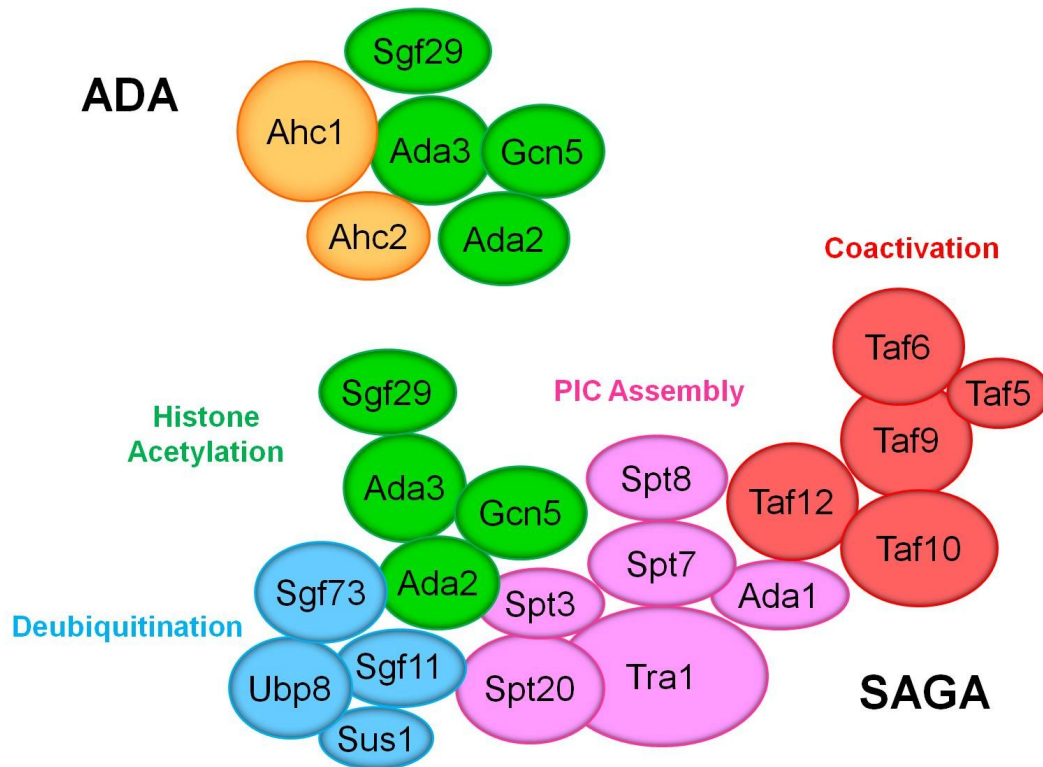 ADA
Sgf29
Ahc1
Ada3
Gcn5
Ahc2
Ada2
Coactivation
Taf6
Taf5
Taf9
Taf12
Taf10
PIC Assembly
Spt8
Spt7
Ada1
Spt3
Spt20
Tra1
Histone
Acetylation
Sgf29
Ada3
Gcn5
Ada2
Deubiquitination
Sgf73
Sgf11
Ubp8
Sus1
SAGA